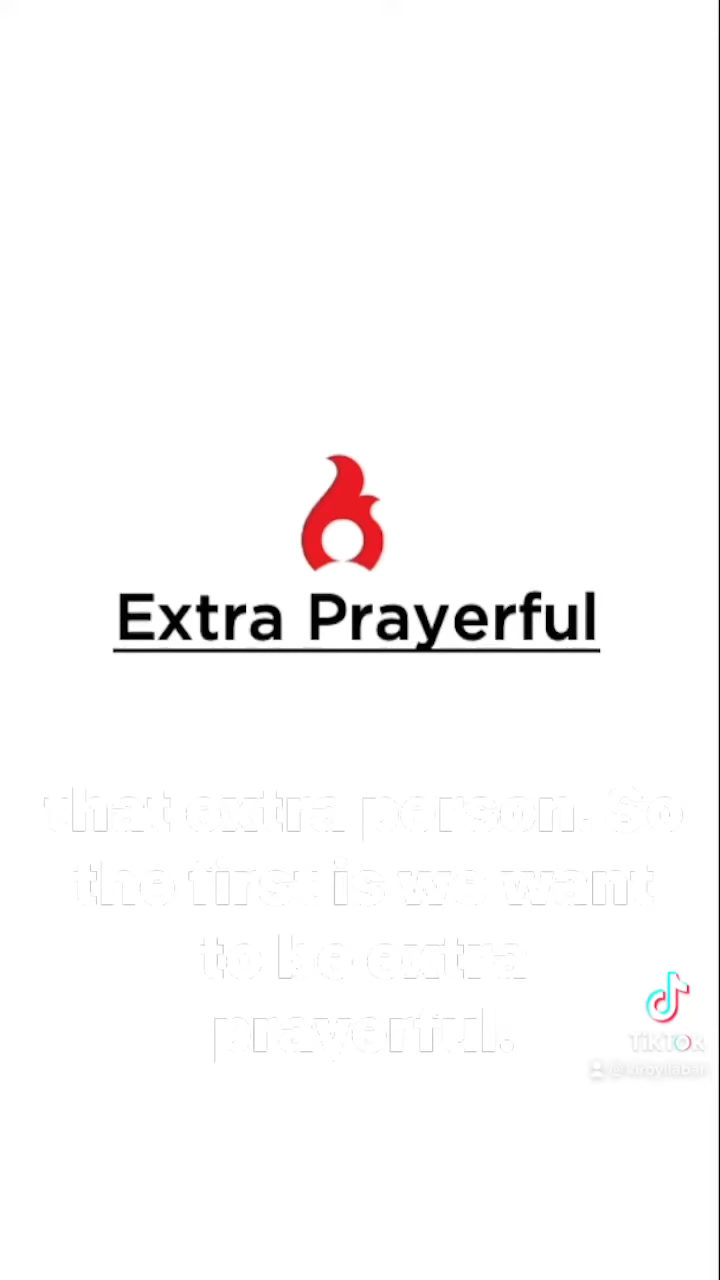 Extra Prayerful
that extra person. So
the first is we want
to be extra
prayerful.
TikTok